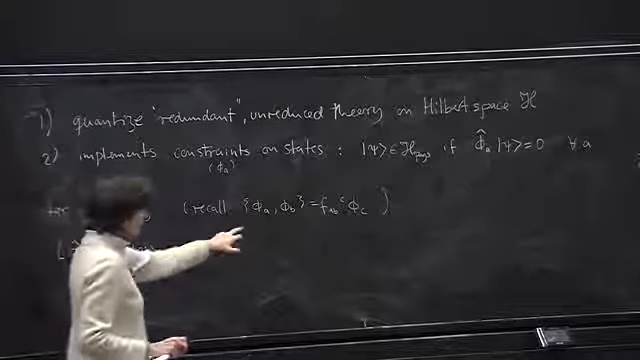 1) quantize "redundant", unreduced theory on Hilbert space ℋ
2) implements constraints on states : |ψ⟩∈ℋ_phys if Φ̂_a |ψ⟩=0 ∀ a
(Φ_a)
for (recall {Φ_a, Φ_b}=f_ab^c Φ_c )